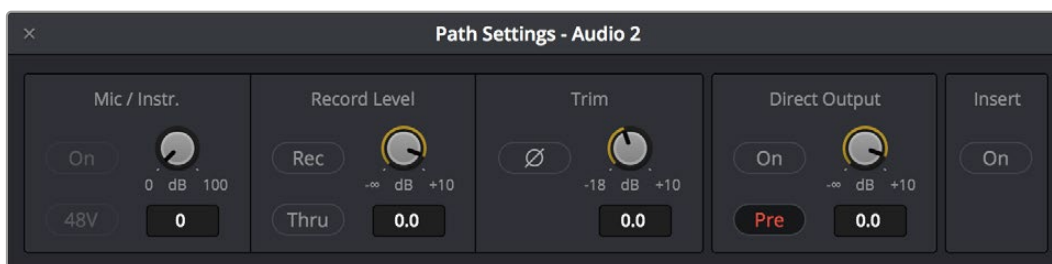 × Path Settings - Audio 2
Mic / Instr.
On
0 dB 100
48V
0
Record Level
Rec
-∞ dB +10
Thru
0.0
Trim
Ø
-18 dB +10
0.0
Direct Output
On
-∞ dB +10
Pre
0.0
Insert
On